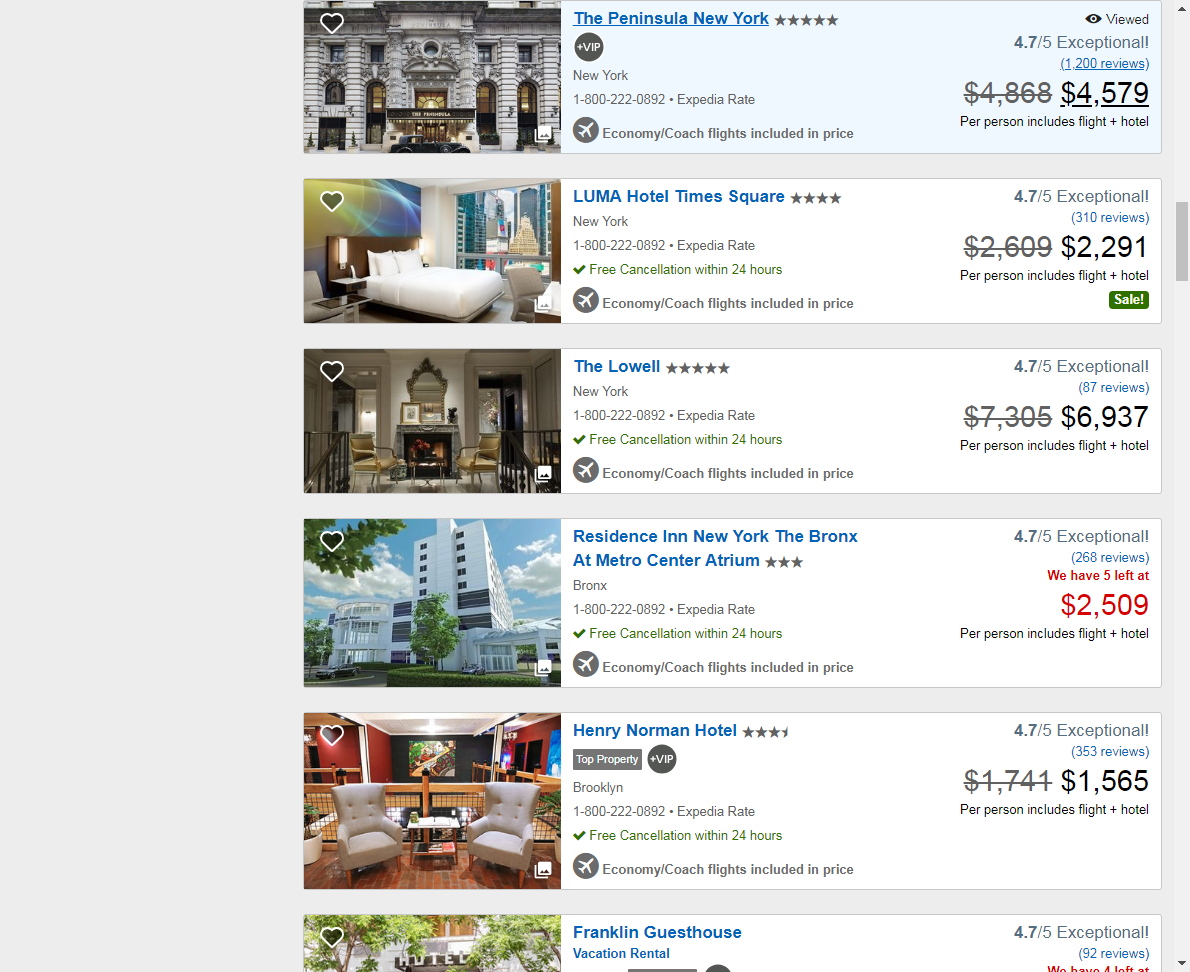 The Peninsula New York
Viewed
+VIP
4.7/5 Exceptional!
(1,200 reviews)
New York
$4,868 $4,579
1-800-222-0892 • Expedia Rate
Per person includes flight + hotel
Economy/Coach flights included in price
THE PENINSULA
LUMA Hotel Times Square
4.7/5 Exceptional!
New York
(310 reviews)
1-800-222-0892 • Expedia Rate
$2,609 $2,291
Free Cancellation within 24 hours
Per person includes flight + hotel
Economy/Coach flights included in price
Sale!
The Lowell
4.7/5 Exceptional!
New York
(87 reviews)
1-800-222-0892 • Expedia Rate
$7,305 $6,937
Free Cancellation within 24 hours
Per person includes flight + hotel
Economy/Coach flights included in price
Residence Inn New York The Bronx
At Metro Center Atrium
4.7/5 Exceptional!
(268 reviews)
We have 5 left at
Bronx
$2,509
1-800-222-0892 • Expedia Rate
Free Cancellation within 24 hours
Per person includes flight + hotel
Economy/Coach flights included in price
Henry Norman Hotel
4.7/5 Exceptional!
Top Property +VIP
(353 reviews)
Brooklyn
$1,741 $1,565
1-800-222-0892 • Expedia Rate
Per person includes flight + hotel
Free Cancellation within 24 hours
Economy/Coach flights included in price
Franklin Guesthouse
4.7/5 Exceptional!
Vacation Rental
(92 reviews)
We have 4 left at
HOTEL